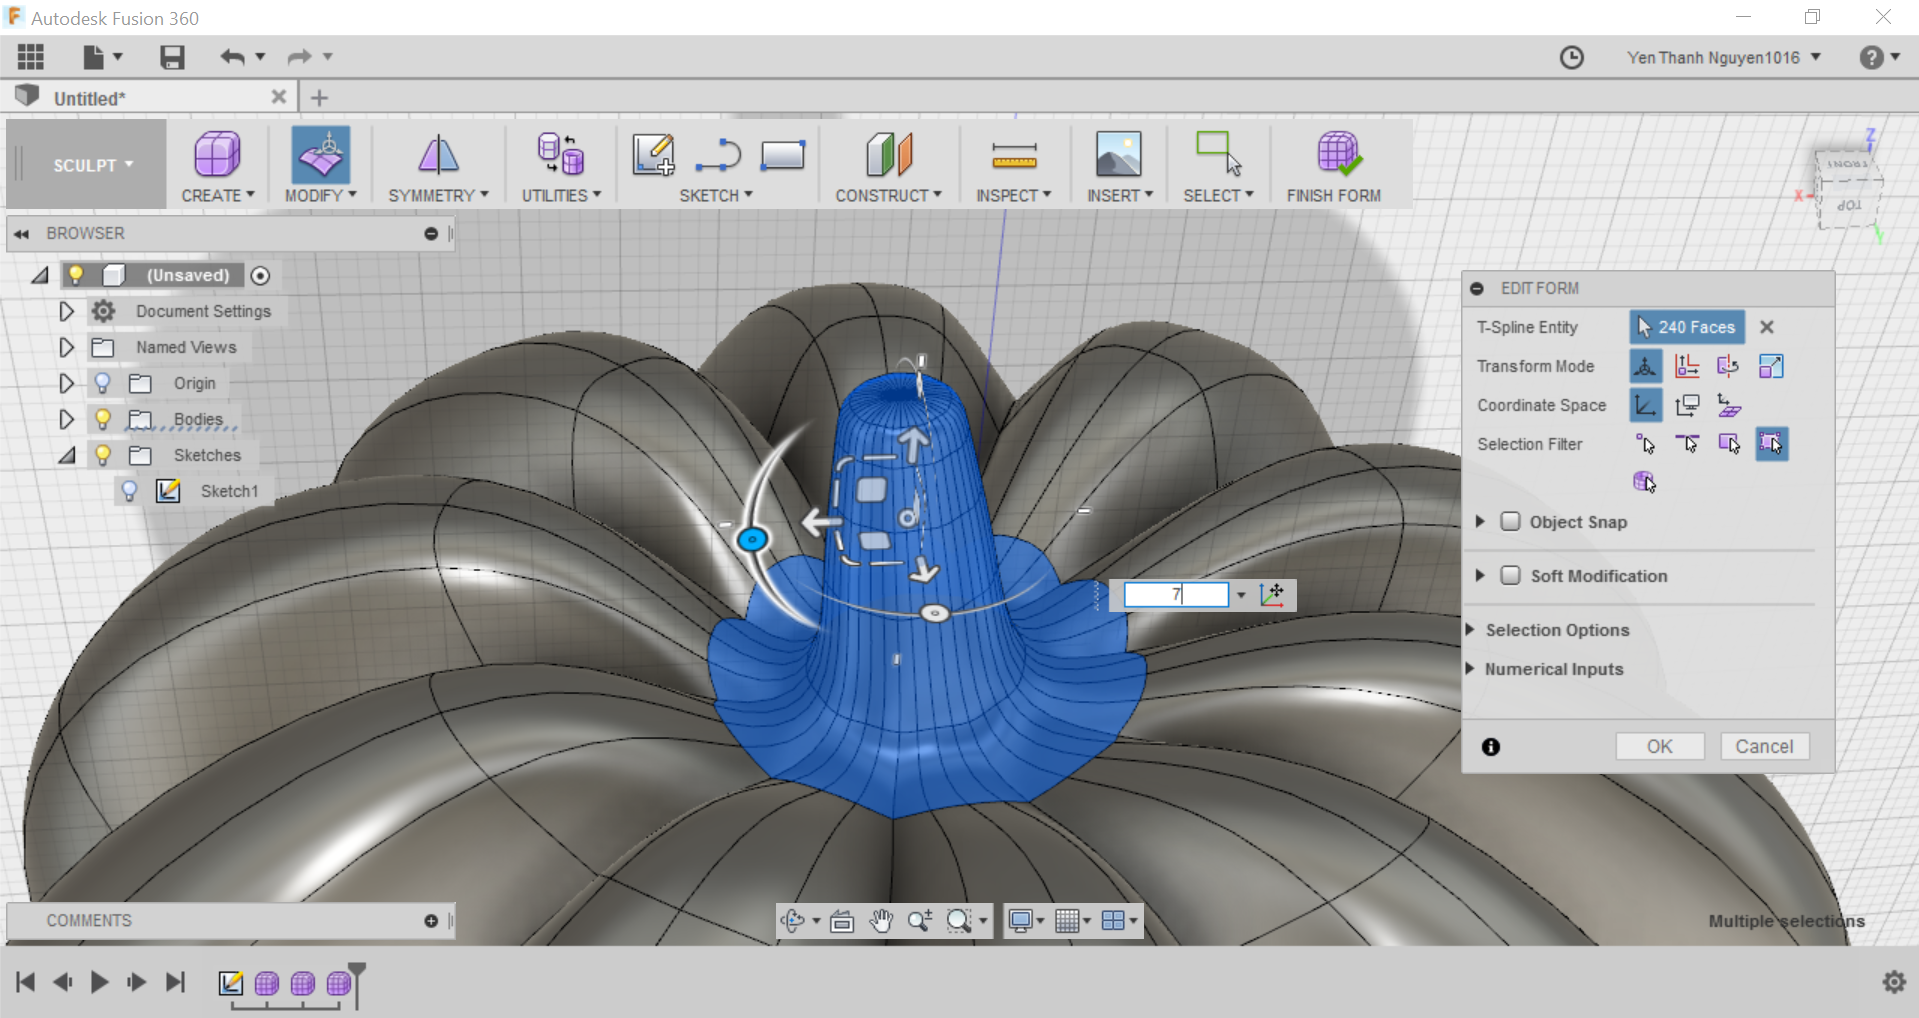 Autodesk Fusion 360
Yen Thanh Nguyen1016
Untitled*
SCULPT
CREATE
MODIFY
SYMMETRY
UTILITIES
SKETCH
CONSTRUCT
INSPECT
INSERT
SELECT
FINISH FORM
Z
X
Y
FRONT
TOP
BROWSER
(Unsaved)
Document Settings
Named Views
Origin
Bodies
Sketches
Sketch1
7
EDIT FORM
T-Spline Entity 240 Faces
Transform Mode
Coordinate Space
Selection Filter
Object Snap
Soft Modification
Selection Options
Numerical Inputs
OK Cancel
COMMENTS
Multiple selections